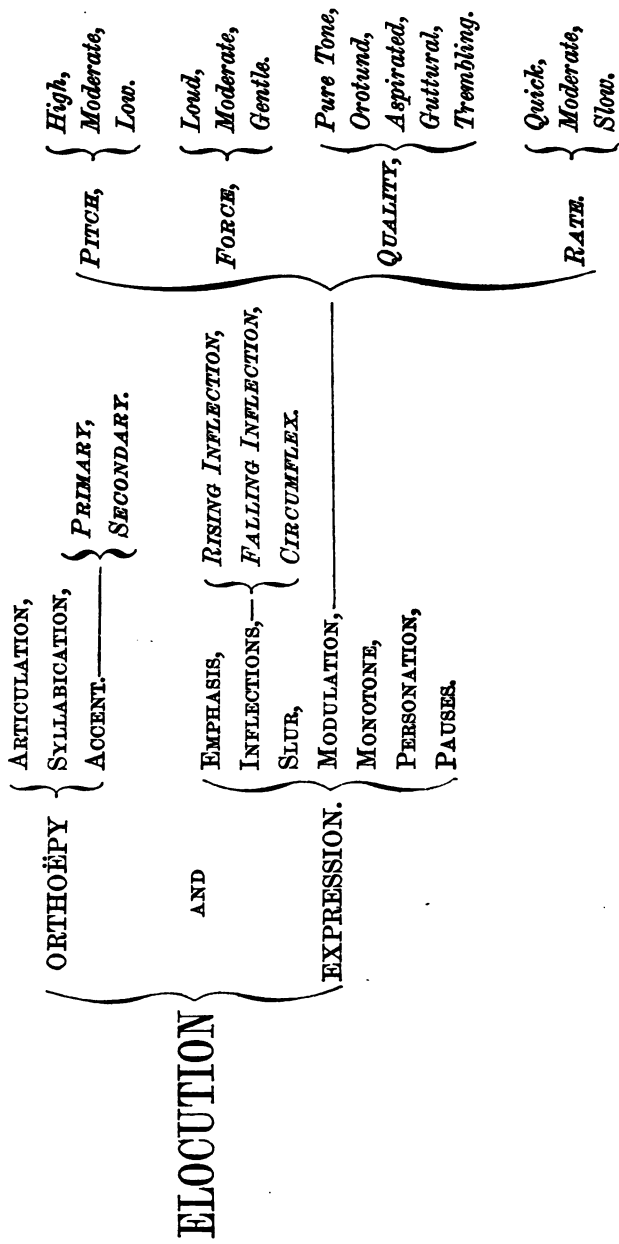 ELOCUTION
ORTHOËPY
AND
EXPRESSION.
ARTICULATION,
SYLLABICATION,
ACCENT.
PRIMARY,
SECONDARY.
EMPHASIS,
INFLECTIONS,
SLUR,
MODULATION,
MONOTONE,
PERSONATION,
PAUSES.
RISING INFLECTION,
FALLING INFLECTION,
CIRCUMFLEX.
PITCH,
High,
Moderate,
Low.
FORCE,
Loud,
Moderate,
Gentle.
QUALITY,
Pure Tone,
Orotund,
Aspirated,
Guttural,
Trembling.
RATE.
Quick,
Moderate,
Slow.